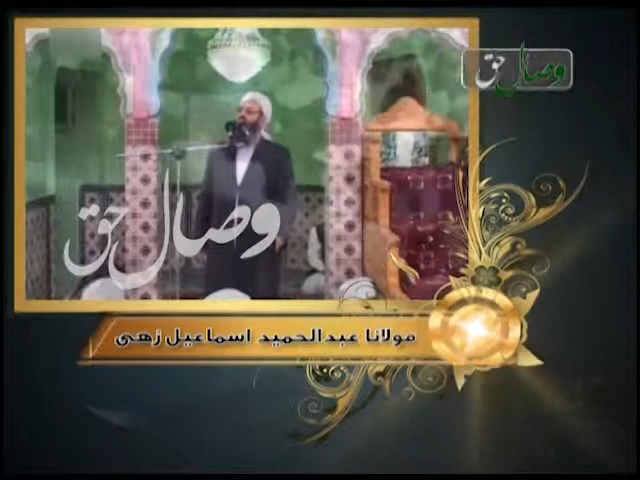 وصال حق
وصال حق
مولانا عبدالحمید اسماعیل زهی